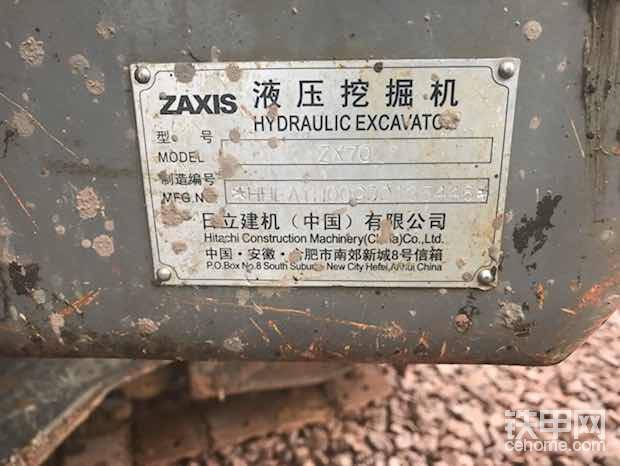 ZAXIS 液压挖掘机
HYDRAULIC EXCAVATO
型号
MODEL ZX70
制造编号
MFG.N
日立建机（中国）有限公司
Hitachi Construction Machinery(China)Co.,Ltd.
中国·安徽·合肥市南郊新城8号信箱
P.O.Box No.8 South Suburb New City Hefei,Anhui China
铁甲网
cehome.com